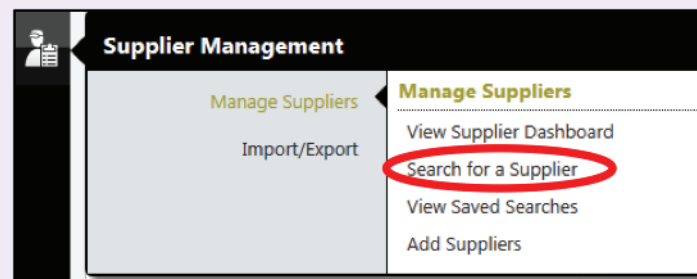 Supplier Management
Manage Suppliers
Import/Export
Manage Suppliers
View Supplier Dashboard
Search for a Supplier
View Saved Searches
Add Suppliers